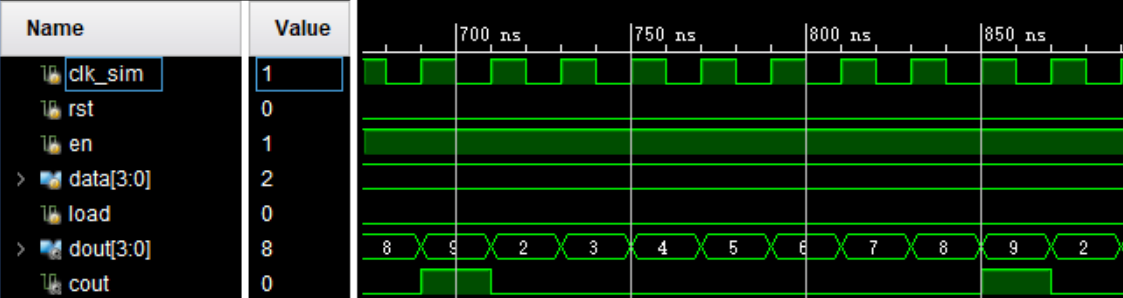 Name Value 700 ns 750 ns 800 ns 850 ns
clk_sim 1
rst 0
en 1
> data[3:0] 2
load 0
> dout[3:0] 8 8 9 2 3 4 5 6 7 8 9 2
cout 0